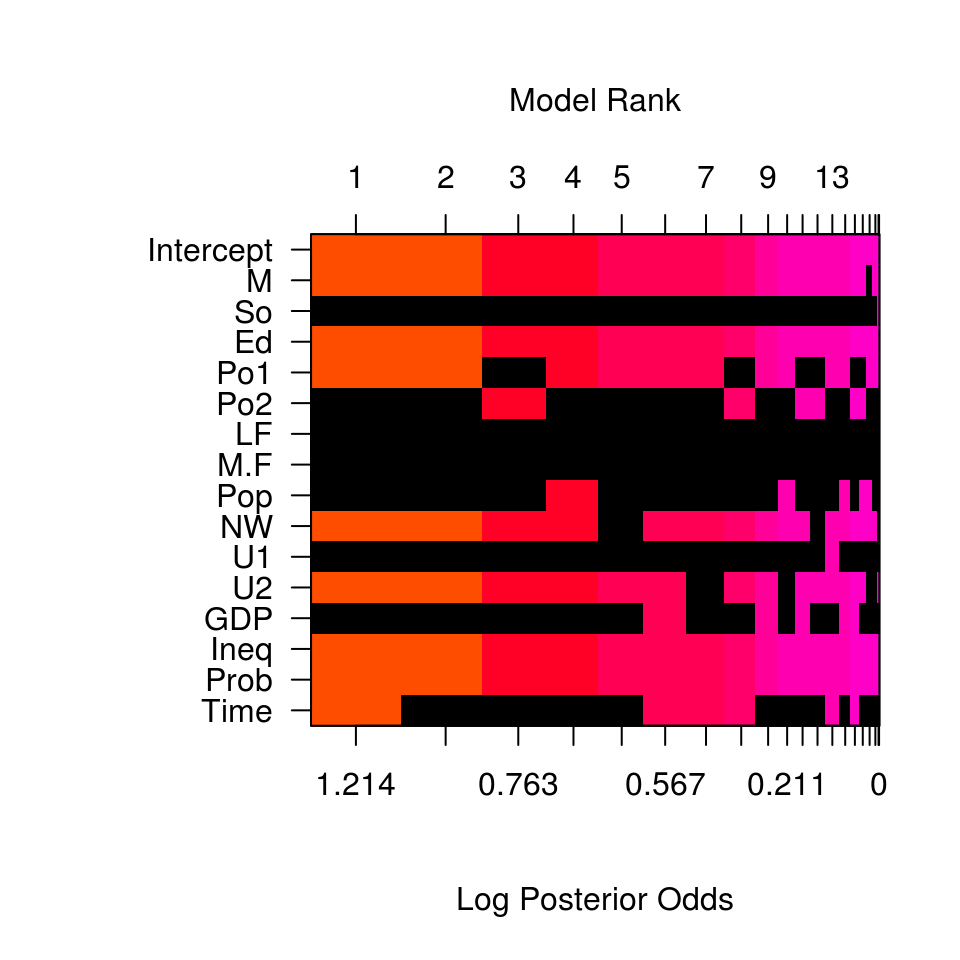 Model Rank
1 2 3 4 5 7 9 13
Intercept
M
So
Ed
Po1
Po2
LF
M.F
Pop
NW
U1
U2
GDP
Ineq
Prob
Time
1.214 0.763 0.567 0.211 0
Log Posterior Odds